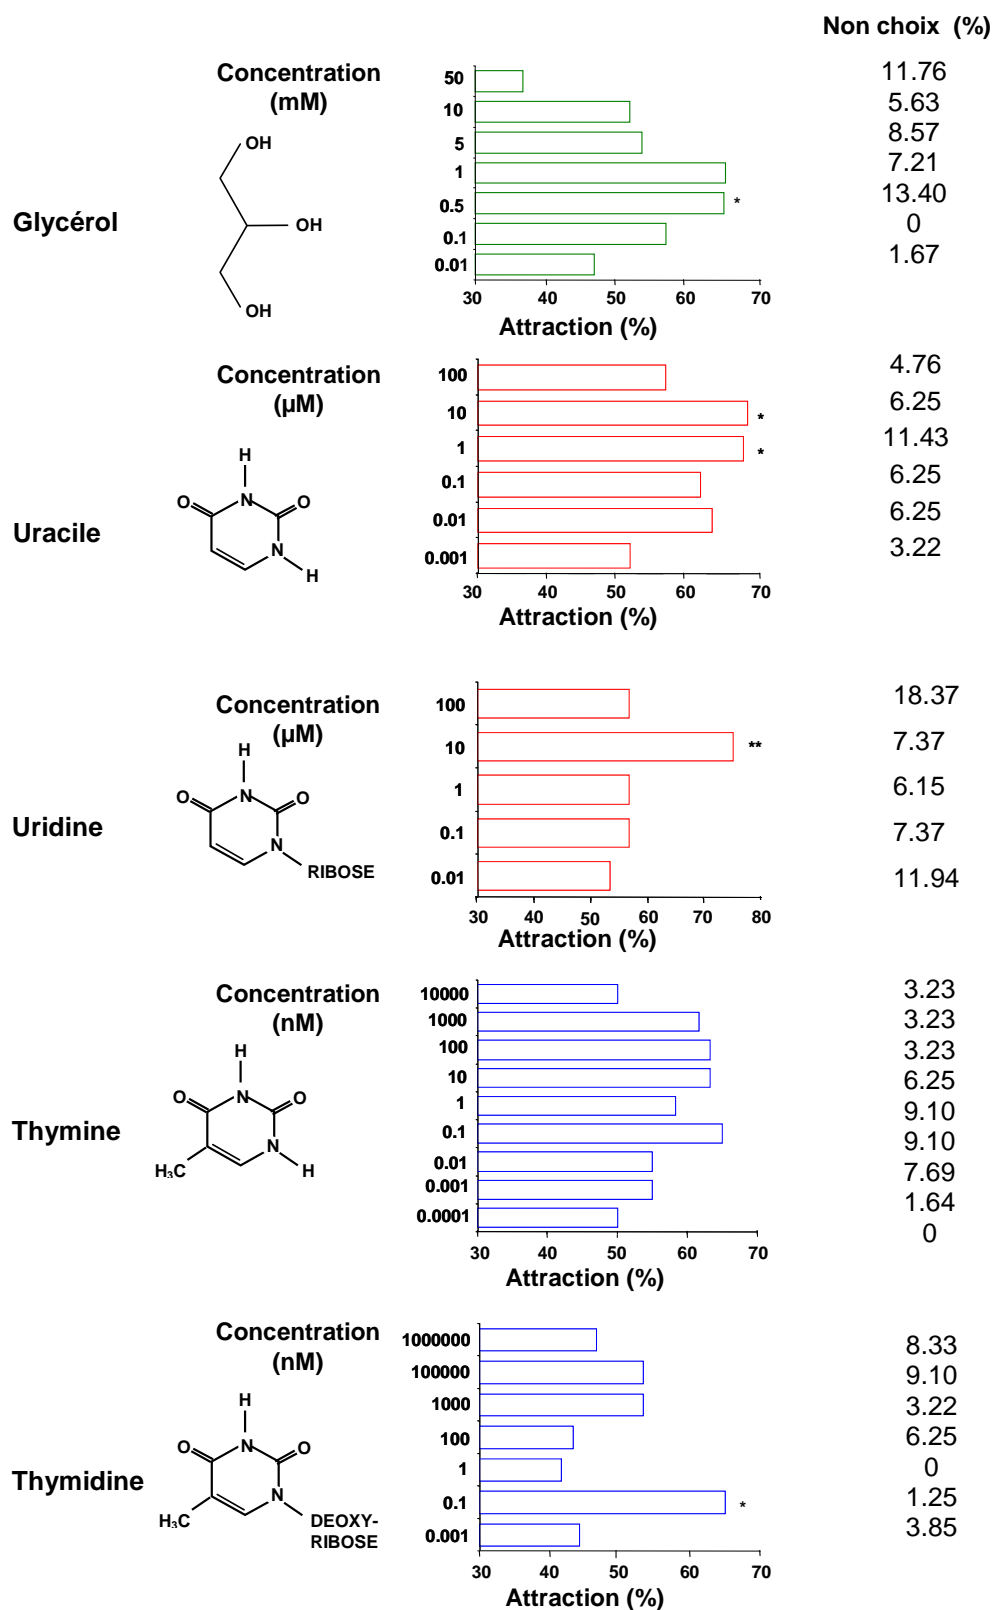 Non choix (%)
Concentration
(mM)
Glycérol
OH
OH
OH
50
10
5
1
0.5
0.1
0.01
*
30 40 50 60 70
Attraction (%)
11.76
5.63
8.57
7.21
13.40
0
1.67
Concentration
(µM)
Uracile
H
O N O
N
H
100
10
1
0.1
0.01
0.001
*
*
30 40 50 60 70
Attraction (%)
4.76
6.25
11.43
6.25
6.25
3.22
Concentration
(µM)
Uridine
H
O N O
N
RIBOSE
100
10
1
0.1
0.01
**
30 40 50 60 70 80
Attraction (%)
18.37
7.37
6.15
7.37
11.94
Concentration
(nM)
Thymine
H
O N O
N
H₃C H
10000
1000
100
10
1
0.1
0.01
0.001
0.0001
30 40 50 60 70
Attraction (%)
3.23
3.23
3.23
6.25
9.10
9.10
7.69
1.64
0
Concentration
(nM)
Thymidine
H
O N O
N
H₃C DEOXY-
RIBOSE
1000000
100000
1000
100
1
0.1
0.001
*
30 40 50 60 70
Attraction (%)
8.33
9.10
3.22
6.25
0
1.25
3.85